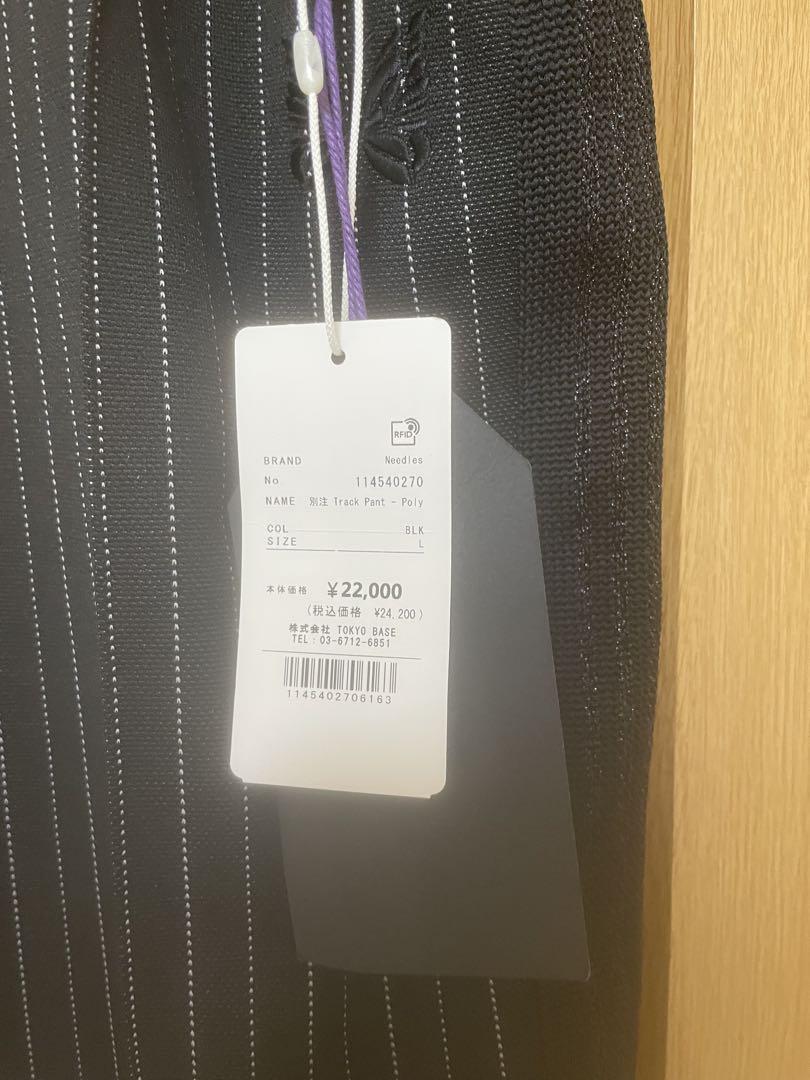 RFID
BRAND Needles
No. 114540270
NAME 別注 Track Pant - Poly
COL BLK
SIZE L
本体価格 ¥22,000
(税込価格 ¥24,200)
株式会社 TOKYO BASE
TEL:03-6712-6851
1145402706163